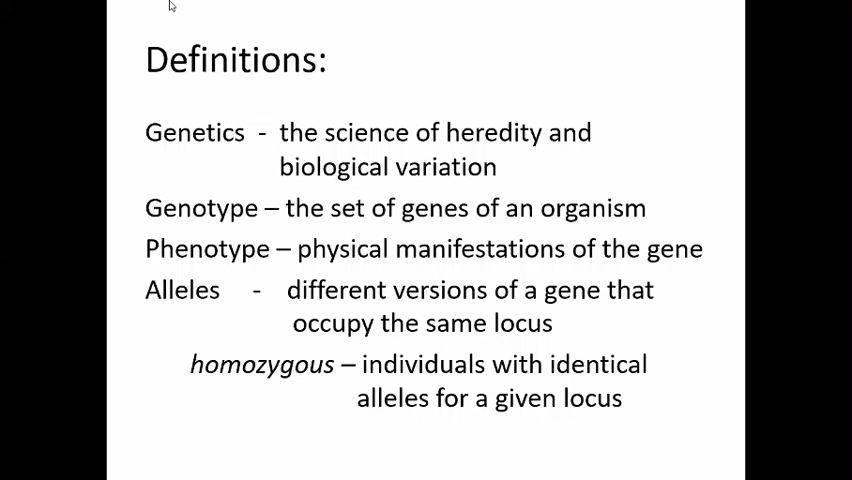 Definitions:
Genetics - the science of heredity and
biological variation
Genotype – the set of genes of an organism
Phenotype – physical manifestations of the gene
Alleles - different versions of a gene that
occupy the same locus
homozygous – individuals with identical
alleles for a given locus